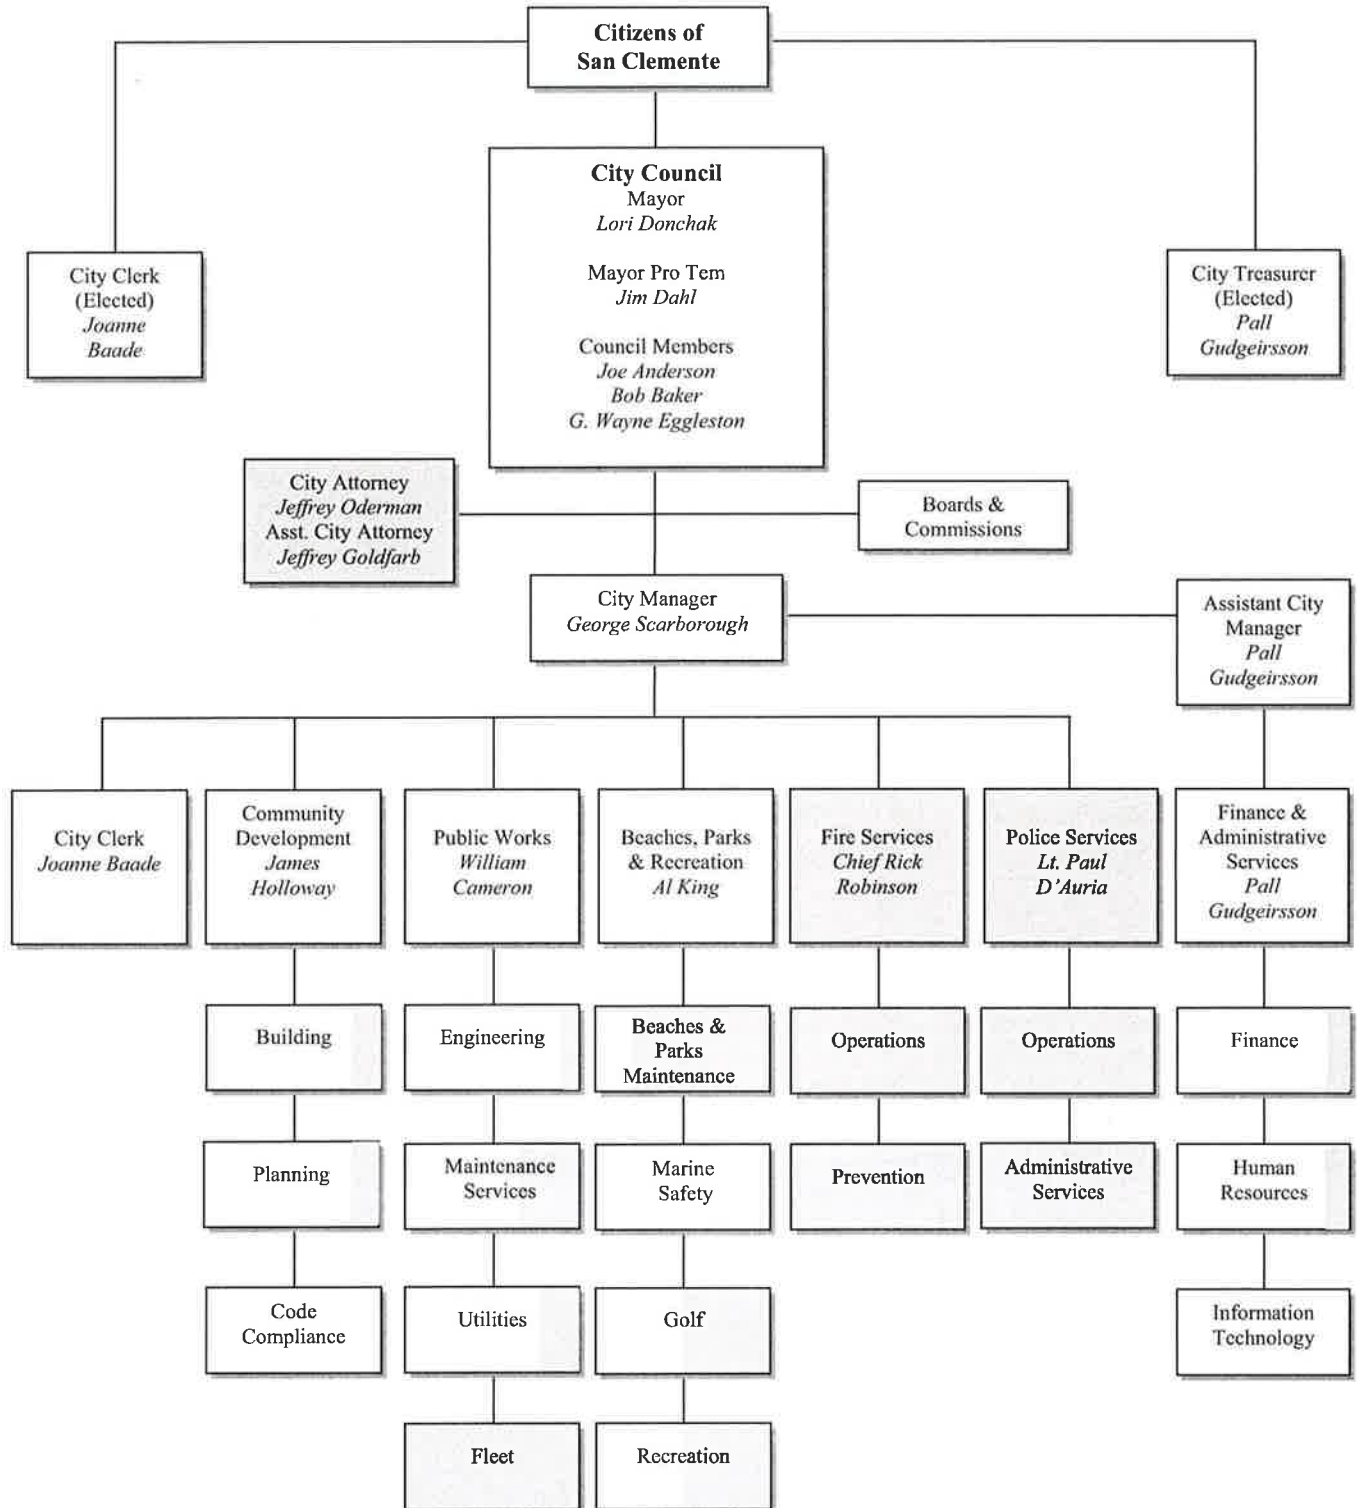 Citizens of
San Clemente
City Council
Mayor
Lori Donchak
Mayor Pro Tem
Jim Dahl
Council Members
Joe Anderson
Bob Baker
G. Wayne Eggleston
City Clerk
(Elected)
Joanne
Baade
City Treasurer
(Elected)
Pall
Gudgeirsson
City Attorney
Jeffrey Oderman
Asst. City Attorney
Jeffrey Goldfarb
Boards &
Commissions
City Manager
George Scarborough
Assistant City
Manager
Pall
Gudgeirsson
City Clerk
Joanne Baade
Community
Development
James
Holloway
Public Works
William
Cameron
Beaches, Parks
& Recreation
Al King
Fire Services
Chief Rick
Robinson
Police Services
Lt. Paul
D'Auria
Finance &
Administrative
Services
Pall
Gudgeirsson
Building
Engineering
Beaches &
Parks
Maintenance
Operations
Operations
Finance
Planning
Maintenance
Services
Marine
Safety
Prevention
Administrative
Services
Human
Resources
Code
Compliance
Utilities
Golf
Information
Technology
Fleet
Recreation